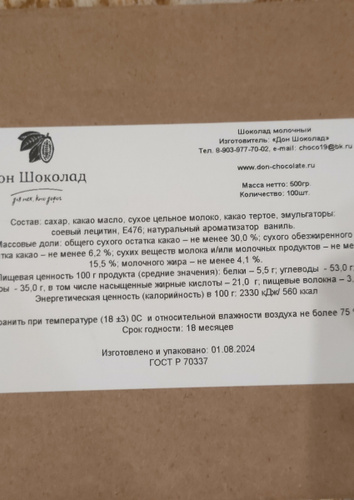 Дон Шоколад
Шоколад молочный
Изготовитель: «Дон Шоколад»
Тел. 8-903-977-70-02, e-mail: choco19@bk.ru
www.don-chocolate.ru
Масса нетто: 500гр.
Количество: 100шт.
Состав: сахар, какао масло, сухое цельное молоко, какао тертое, эмульгаторы:
соевый лецитин, Е476; натуральный ароматизатор ваниль.
Массовые доли: общего сухого остатка какао – не менее 30,0 %; сухого обезжиренного
тка какао – не менее 6,2 %; сухих веществ молока и/или молочных продуктов – не ме
15,5 %; молочного жира – не менее 4,1 %.
Пищевая ценность 100 г продукта (средние значения): белки – 5,5 г; углеводы - 53,0 г
ры - 35,0 г, в том числе насыщенные жирные кислоты – 21,0 г; пищевые волокна – 3,
Энергетическая ценность (калорийность) в 100 г: 2330 кДж/ 560 ккал
ранить при температуре (18 ±3) 0С и относительной влажности воздуха не более 75 %
Срок годности: 18 месяцев
Изготовлено и упаковано: 01.08.2024
ГОСТ Р 70337